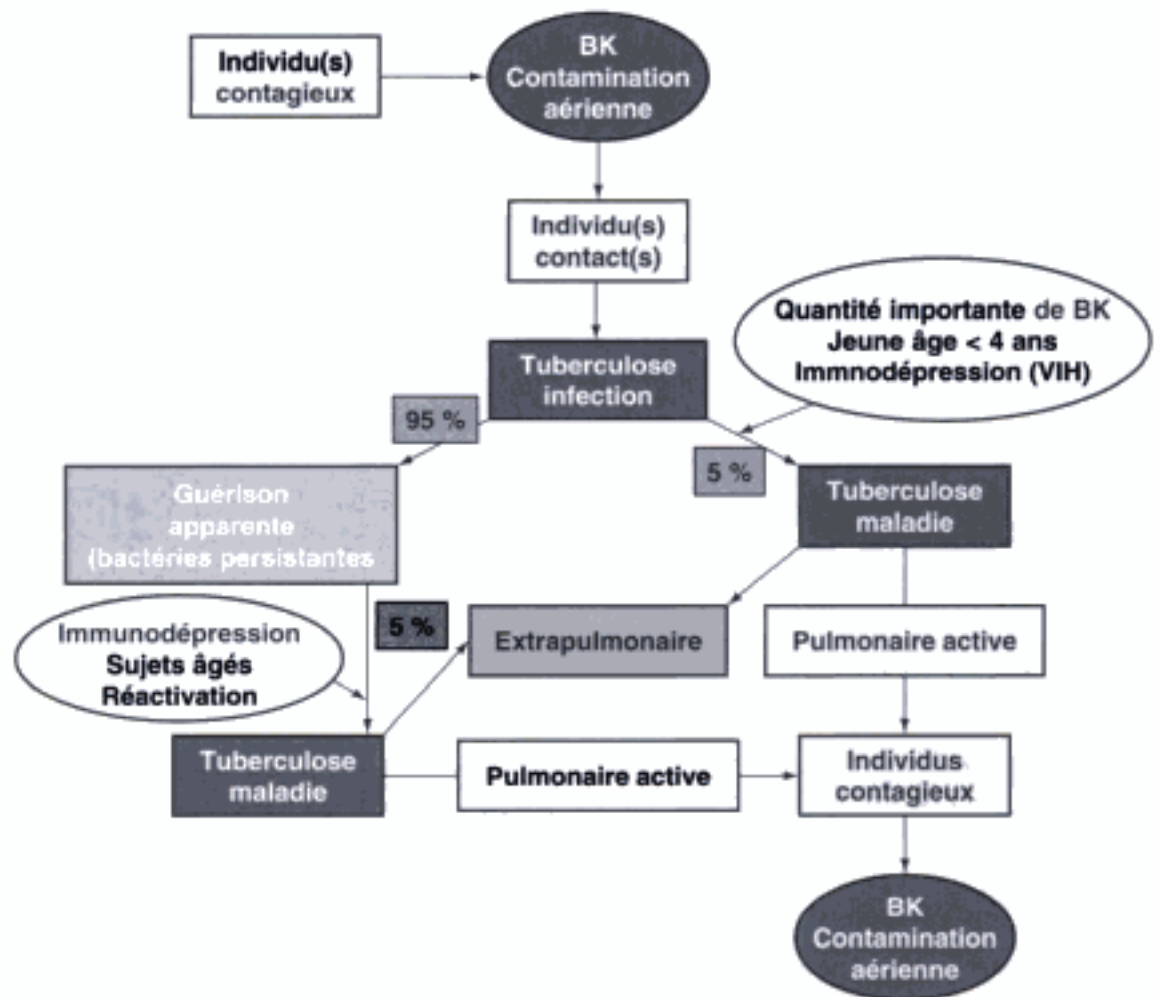 Individu(s)
contagieux
BK
Contamination
aérienne
Individu(s)
contact(s)
Quantité importante de BK
Jeune âge < 4 ans
Immnodépression (VIH)
Tuberculose
infection
95 %
5 %
Guérison
apparente
(bactéries persistantes
Tuberculose
maladie
Immunodépression
Sujets âgés
Réactivation
5 %
Extrapulmonaire
Pulmonaire active
Tuberculose
maladie
Pulmonaire active
Individus
contagieux
BK
Contamination
aérienne